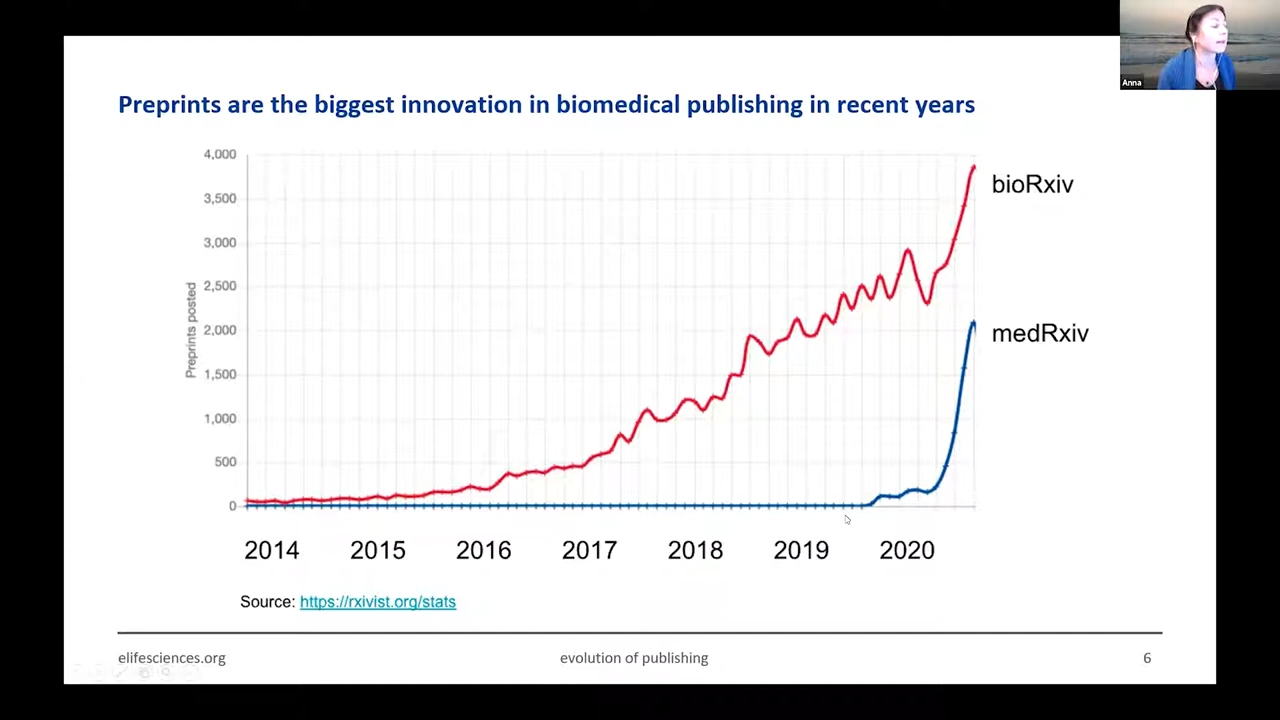 Anna
Preprints are the biggest innovation in biomedical publishing in recent years
4,000
3,500
3,000
2,500
2,000
1,500
1,000
500
0
Preprints posted
bioRxiv
medRxiv
2014 2015 2016 2017 2018 2019 2020
Source: https://rxivist.org/stats
elifesciences.org evolution of publishing 6